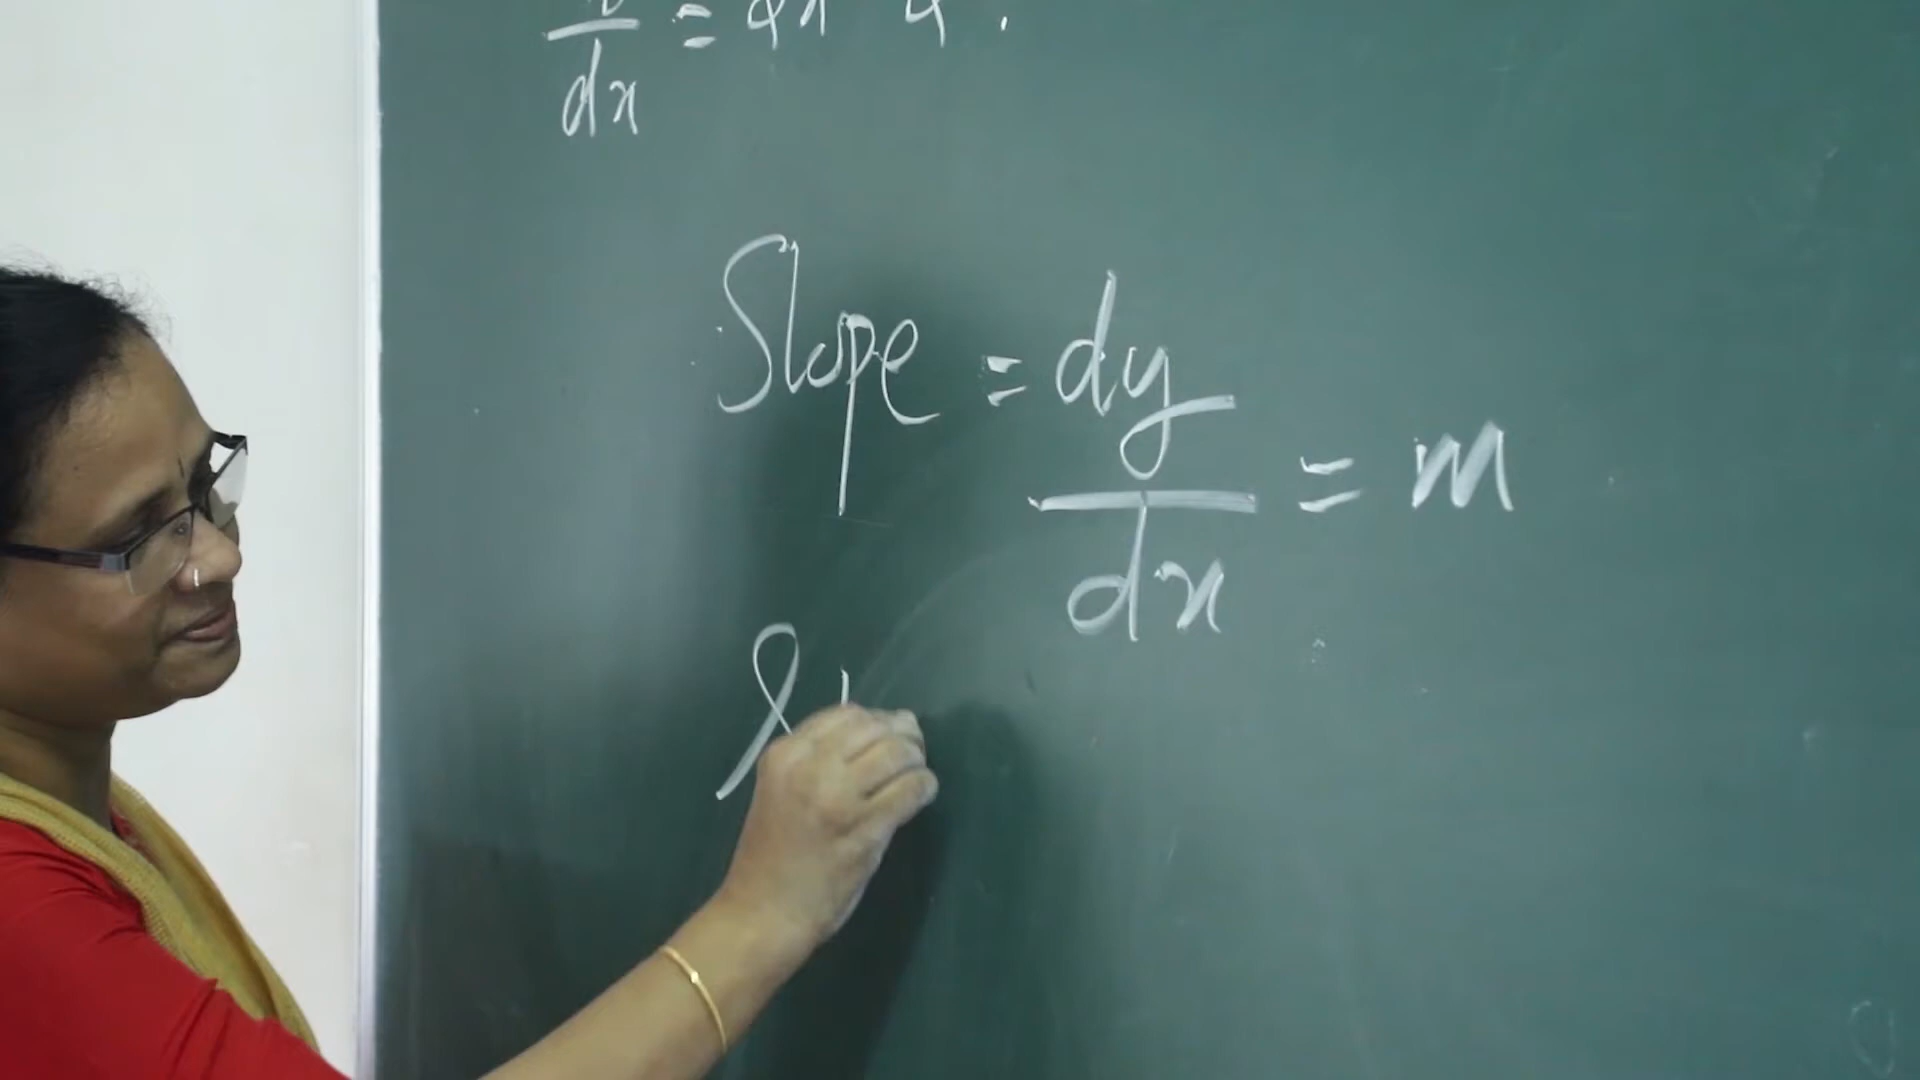 dx
Slope = dy/dx = m